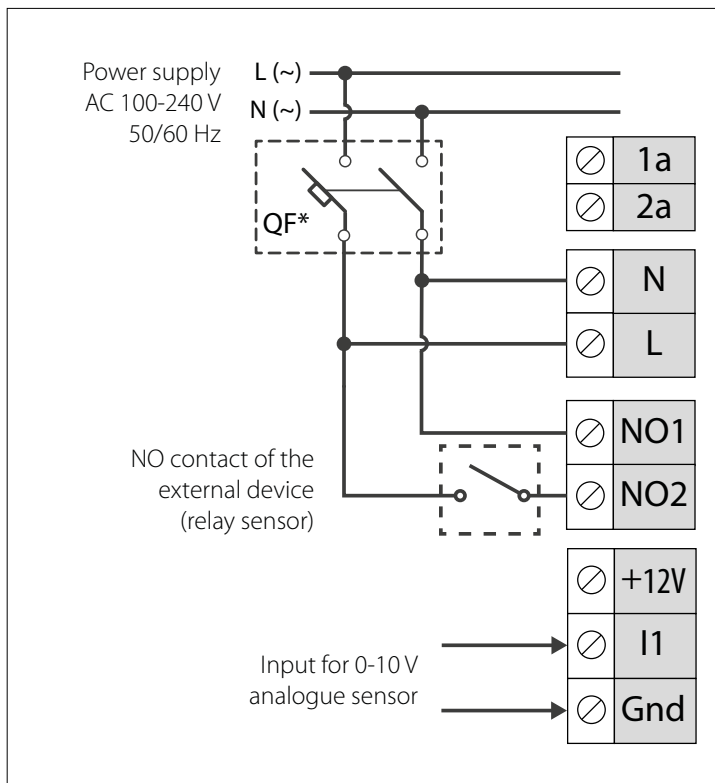 Power supply
AC 100-240 V
50/60 Hz
L (~)
N (~)
QF*
1a
2a
N
L
NO contact of the
external device
(relay sensor)
NO1
NO2
+12V
Input for 0-10 V
analogue sensor
I1
Gnd